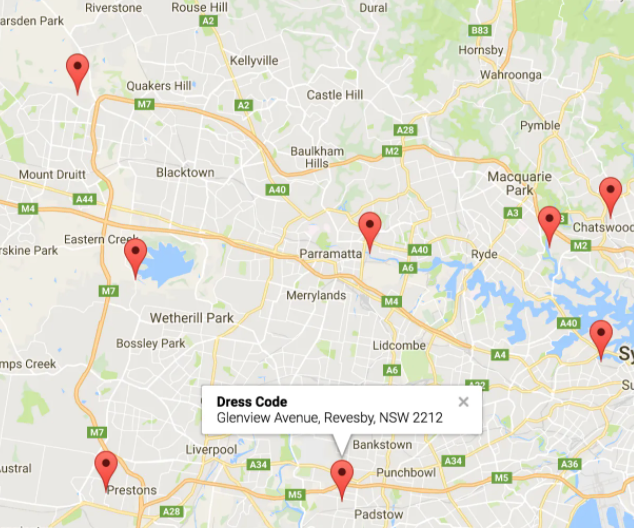 Riverstone
Rouse Hill
Dural
arsden Park
A2
B83
Hornsby
Kellyville
Wahroonga
Quakers Hill
Castle Hill
M7
A2
A28
Pymble
Baulkham
Hills
M2
Mount Druitt
Blacktown
Macquarie
Park
A40
A44
M4
A3
Chatswood
Eastern Creek
M2
rskine Park
Parramatta
A40
Ryde
A6
M7
Merrylands
M4
Wetherill Park
A40
Bossley Park
Lidcombe
A4
Sy
mps Creek
A6
A22
Su
Dress Code
Glenview Avenue, Revesby, NSW 2212
M7
Bankstown
Liverpool
A34
A34
A36
ustral
Punchbowl
M5
Prestons
M5
A28
Padstow